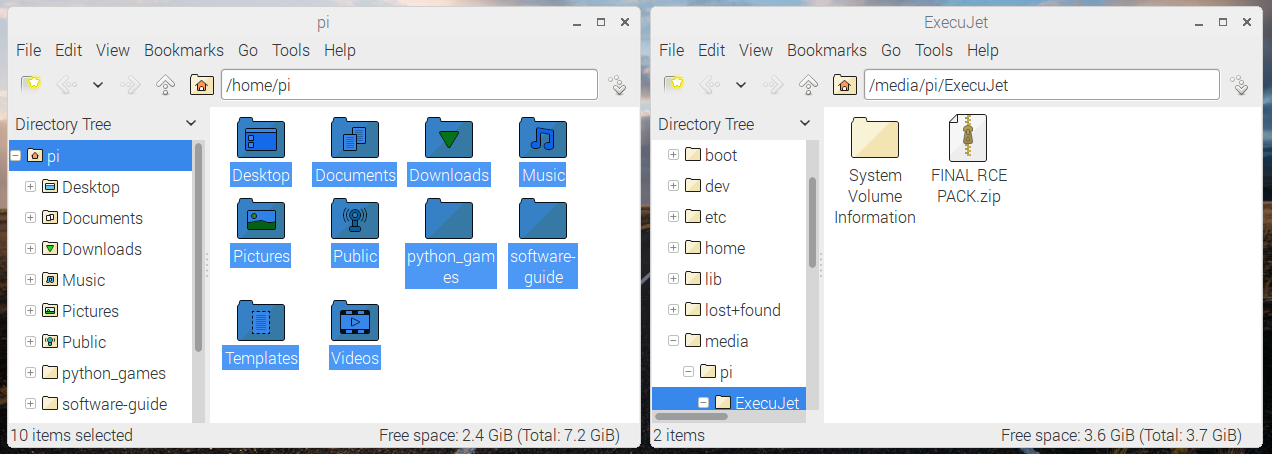 pi
File Edit View Bookmarks Go Tools Help
/home/pi
Directory Tree
pi
Desktop
Documents
Downloads
Music
Pictures
Public
python_games
software-guide
Desktop Documents Downloads Music
Pictures Public python_gam software-
es guide
Templates Videos
10 items selected Free space: 2.4 GiB (Total: 7.2 GiB)
ExecuJet
File Edit View Bookmarks Go Tools Help
/media/pi/ExecuJet
Directory Tree
boot
dev
etc
home
lib
lost+found
media
pi
ExecuJet
System FINAL RCE
Volume PACK.zip
Information
2 items Free space: 3.6 GiB (Total: 3.7 GiB)